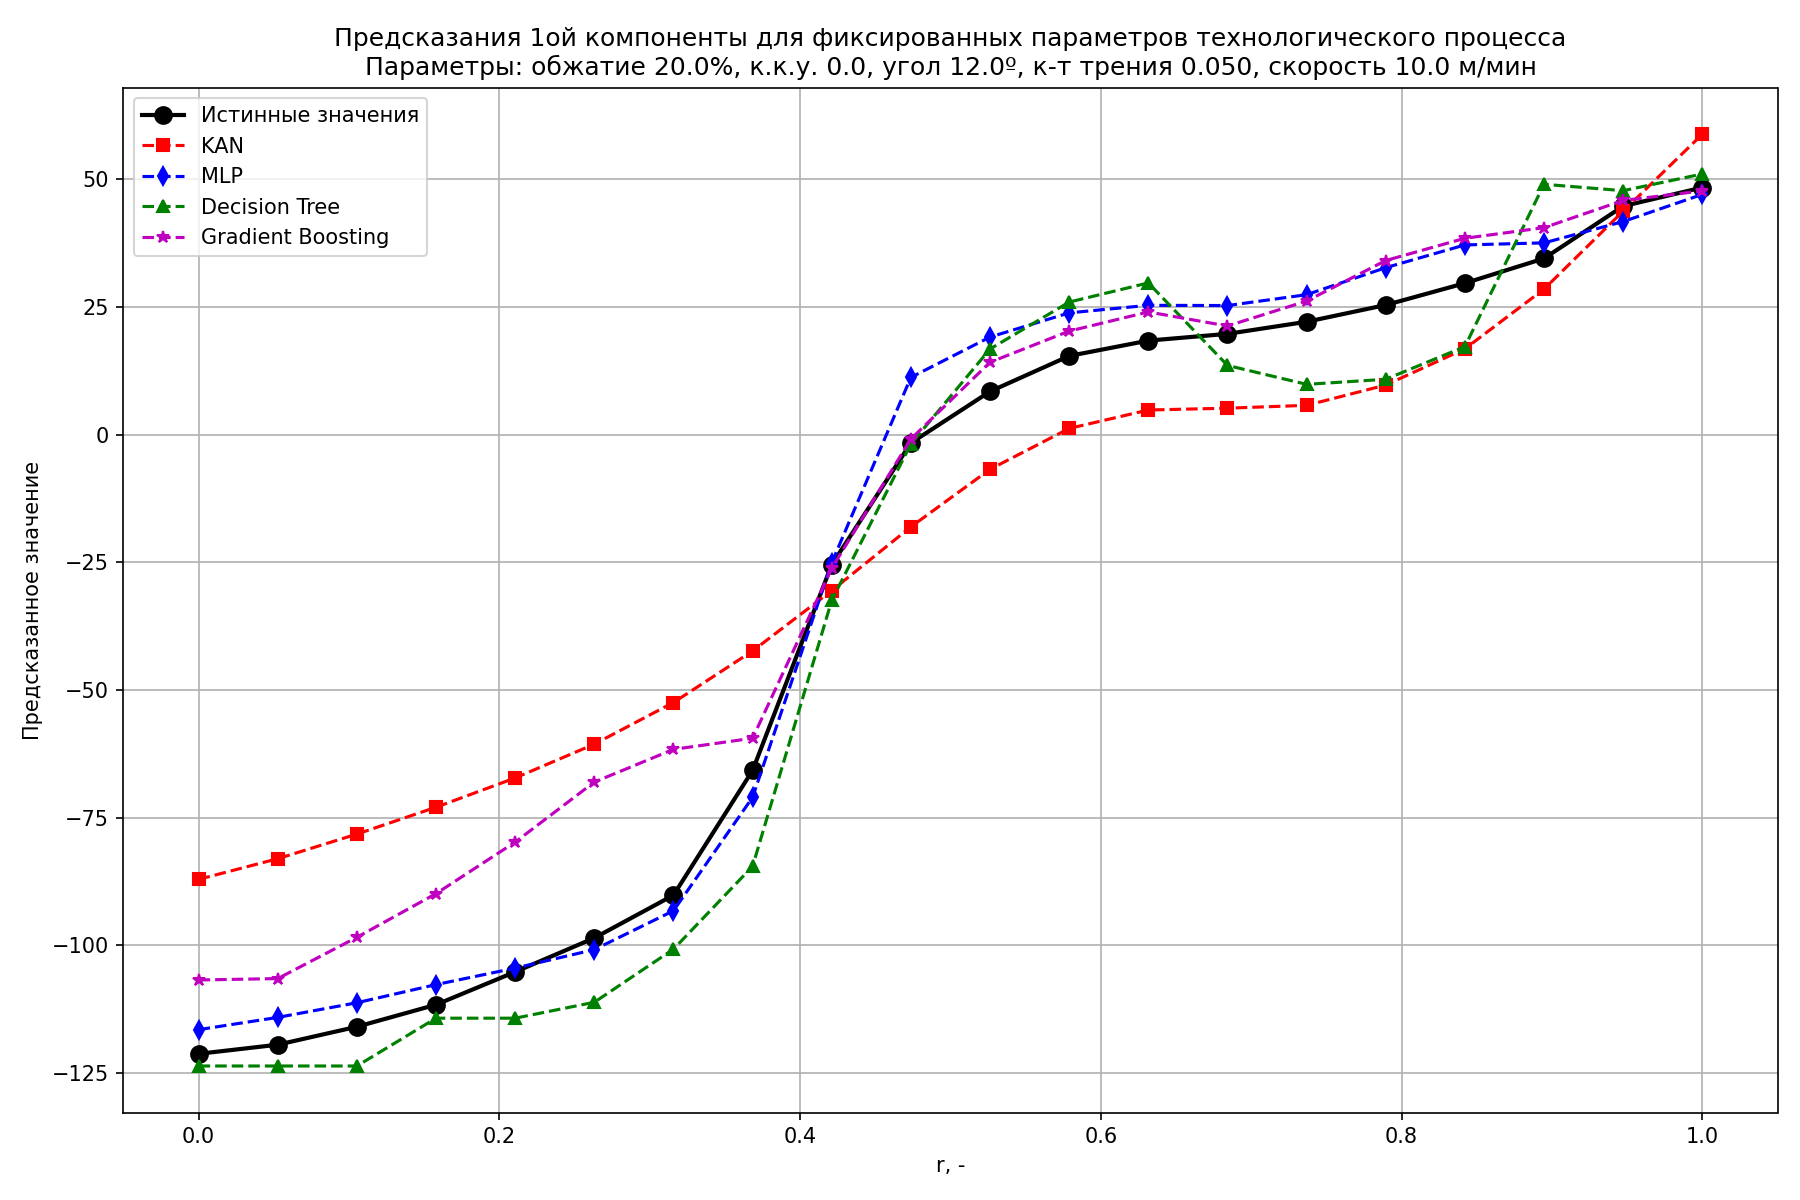 Предсказания 1ой компоненты для фиксированных параметров технологического процесса
Параметры: обжатие 20.0%, к.к.у. 0.0, угол 12.0º, к-т трения 0.050, скорость 10.0 м/мин
Истинные значения
KAN
MLP
Decision Tree
Gradient Boosting
Предсказанное значение
50
25
0
−25
−50
−75
−100
−125
0.0 0.2 0.4 0.6 0.8 1.0
r, -